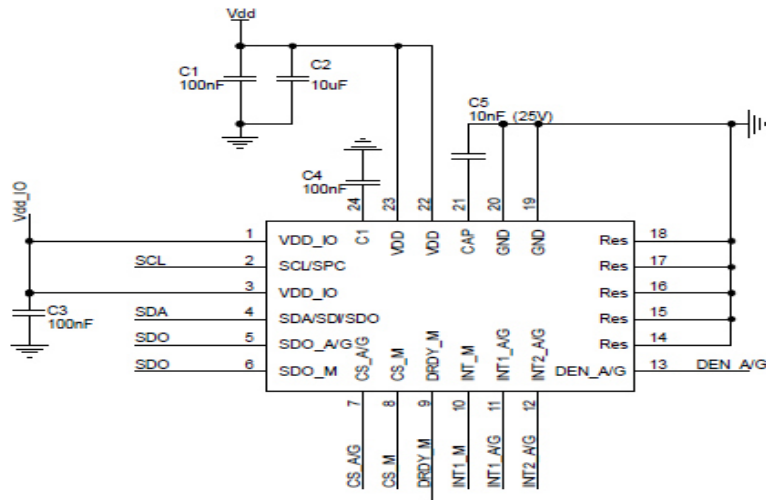 Vdd
C1
100nF
C2
10uF
C5
10nF (25V)
C4
100nF
24
23
22
21
20
19
Vdd_IO
1
VDD_IO
C1
VDD
VDD
CAP
GND
GND
Res
18
SCL
2
SCL/SPC
Res
17
3
VDD_IO
Res
16
C3
100nF
SDA
4
SDA/SDI/SDO
Res
15
SDO
5
SDO_A/G
Res
14
SDO
6
SDO_M
CS_A/G
CS_M
DRDY_M
INT_M
INT1_A/G
INT2_A/G
DEN_A/G
13
DEN_A/G
7
8
9
10
11
12
CS_A/G
CS_M
DRDY_M
INT1_M
INT1_A/G
INT2_A/G